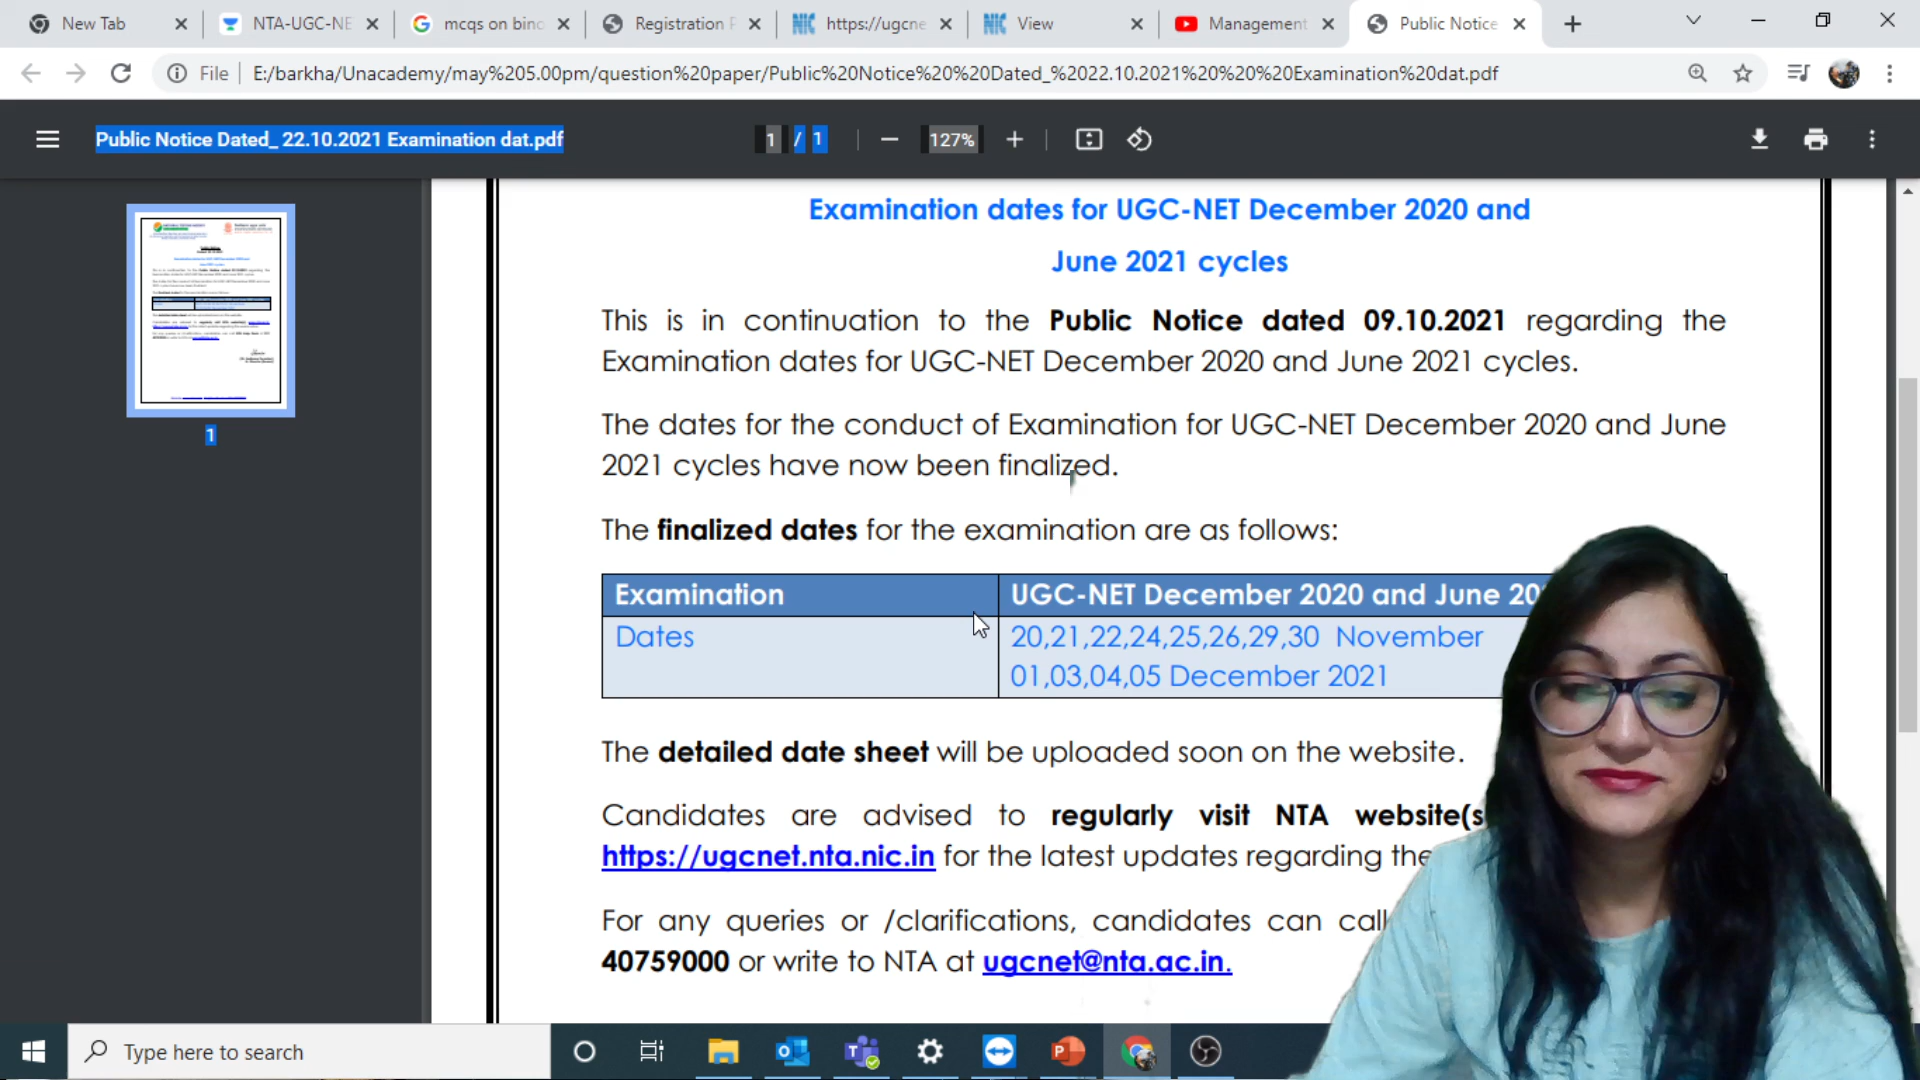 New Tab
NTA-UGC-NE
mcqs on bino
Registration P
https://ugcne
View
Management
Public Notice
File
E:/barkha/Unacademy/may%205.00pm/question%20paper/Public%20Notice%20%20Dated_%2022.10.2021%20%20%20Examination%20dat.pdf
Public Notice Dated_ 22.10.2021 Examination dat.pdf
1 / 1
127%
Examination dates for UGC-NET December 2020 and
June 2021 cycles
This is in continuation to the Public Notice dated 09.10.2021 regarding the
Examination dates for UGC-NET December 2020 and June 2021 cycles.
The dates for the conduct of Examination for UGC-NET December 2020 and June
2021 cycles have now been finalized.
The finalized dates for the examination are as follows:
Examination UGC-NET December 2020 and June 20
Dates 20,21,22,24,25,26,29,30 November
01,03,04,05 December 2021
The detailed date sheet will be uploaded soon on the website.
Candidates are advised to regularly visit NTA website(s
https://ugcnet.nta.nic.in for the latest updates regarding the
For any queries or /clarifications, candidates can call
40759000 or write to NTA at ugcnet@nta.ac.in.
1
Type here to search